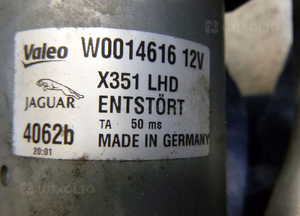 Valeo W0014616 12V
X351 LHD
JAGUAR ENTSTÖRT
TA 50 ms
4062b MADE IN GERMANY
20:01